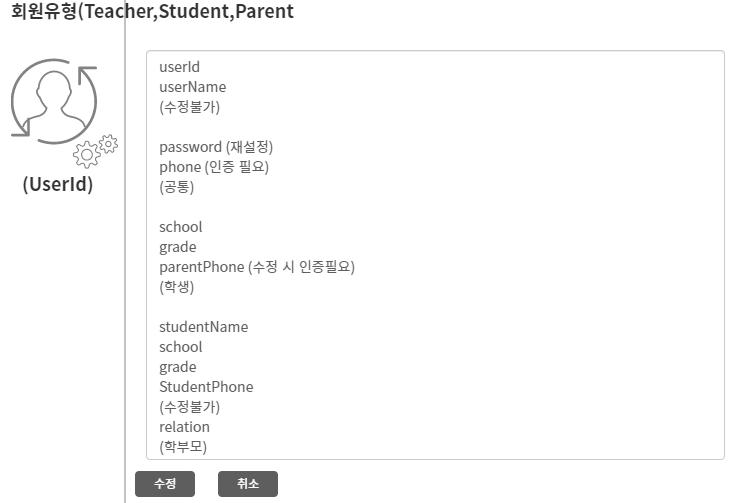 회원유형(Teacher,Student,Parent
(UserId)
userId
userName
(수정불가)
password (재설정)
phone (인증 필요)
(공통)
school
grade
parentPhone (수정 시 인증필요)
(학생)
studentName
school
grade
StudentPhone
(수정불가)
relation
(학부모)
수정
취소